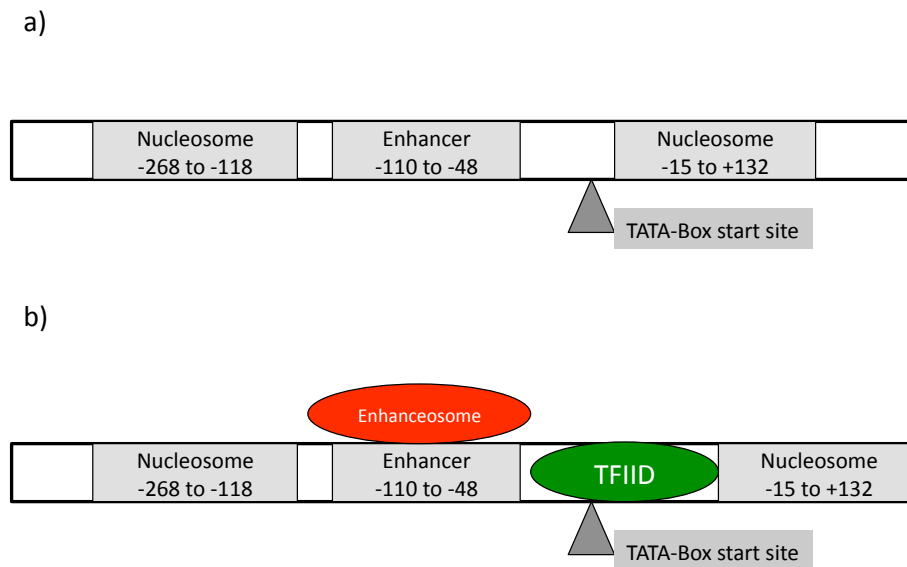 a)
Nucleosome
-268 to -118
Enhancer
-110 to -48
Nucleosome
-15 to +132
TATA-Box start site
b)
Enhanceosome
Nucleosome
-268 to -118
Enhancer
-110 to -48
TFIID
Nucleosome
-15 to +132
TATA-Box start site